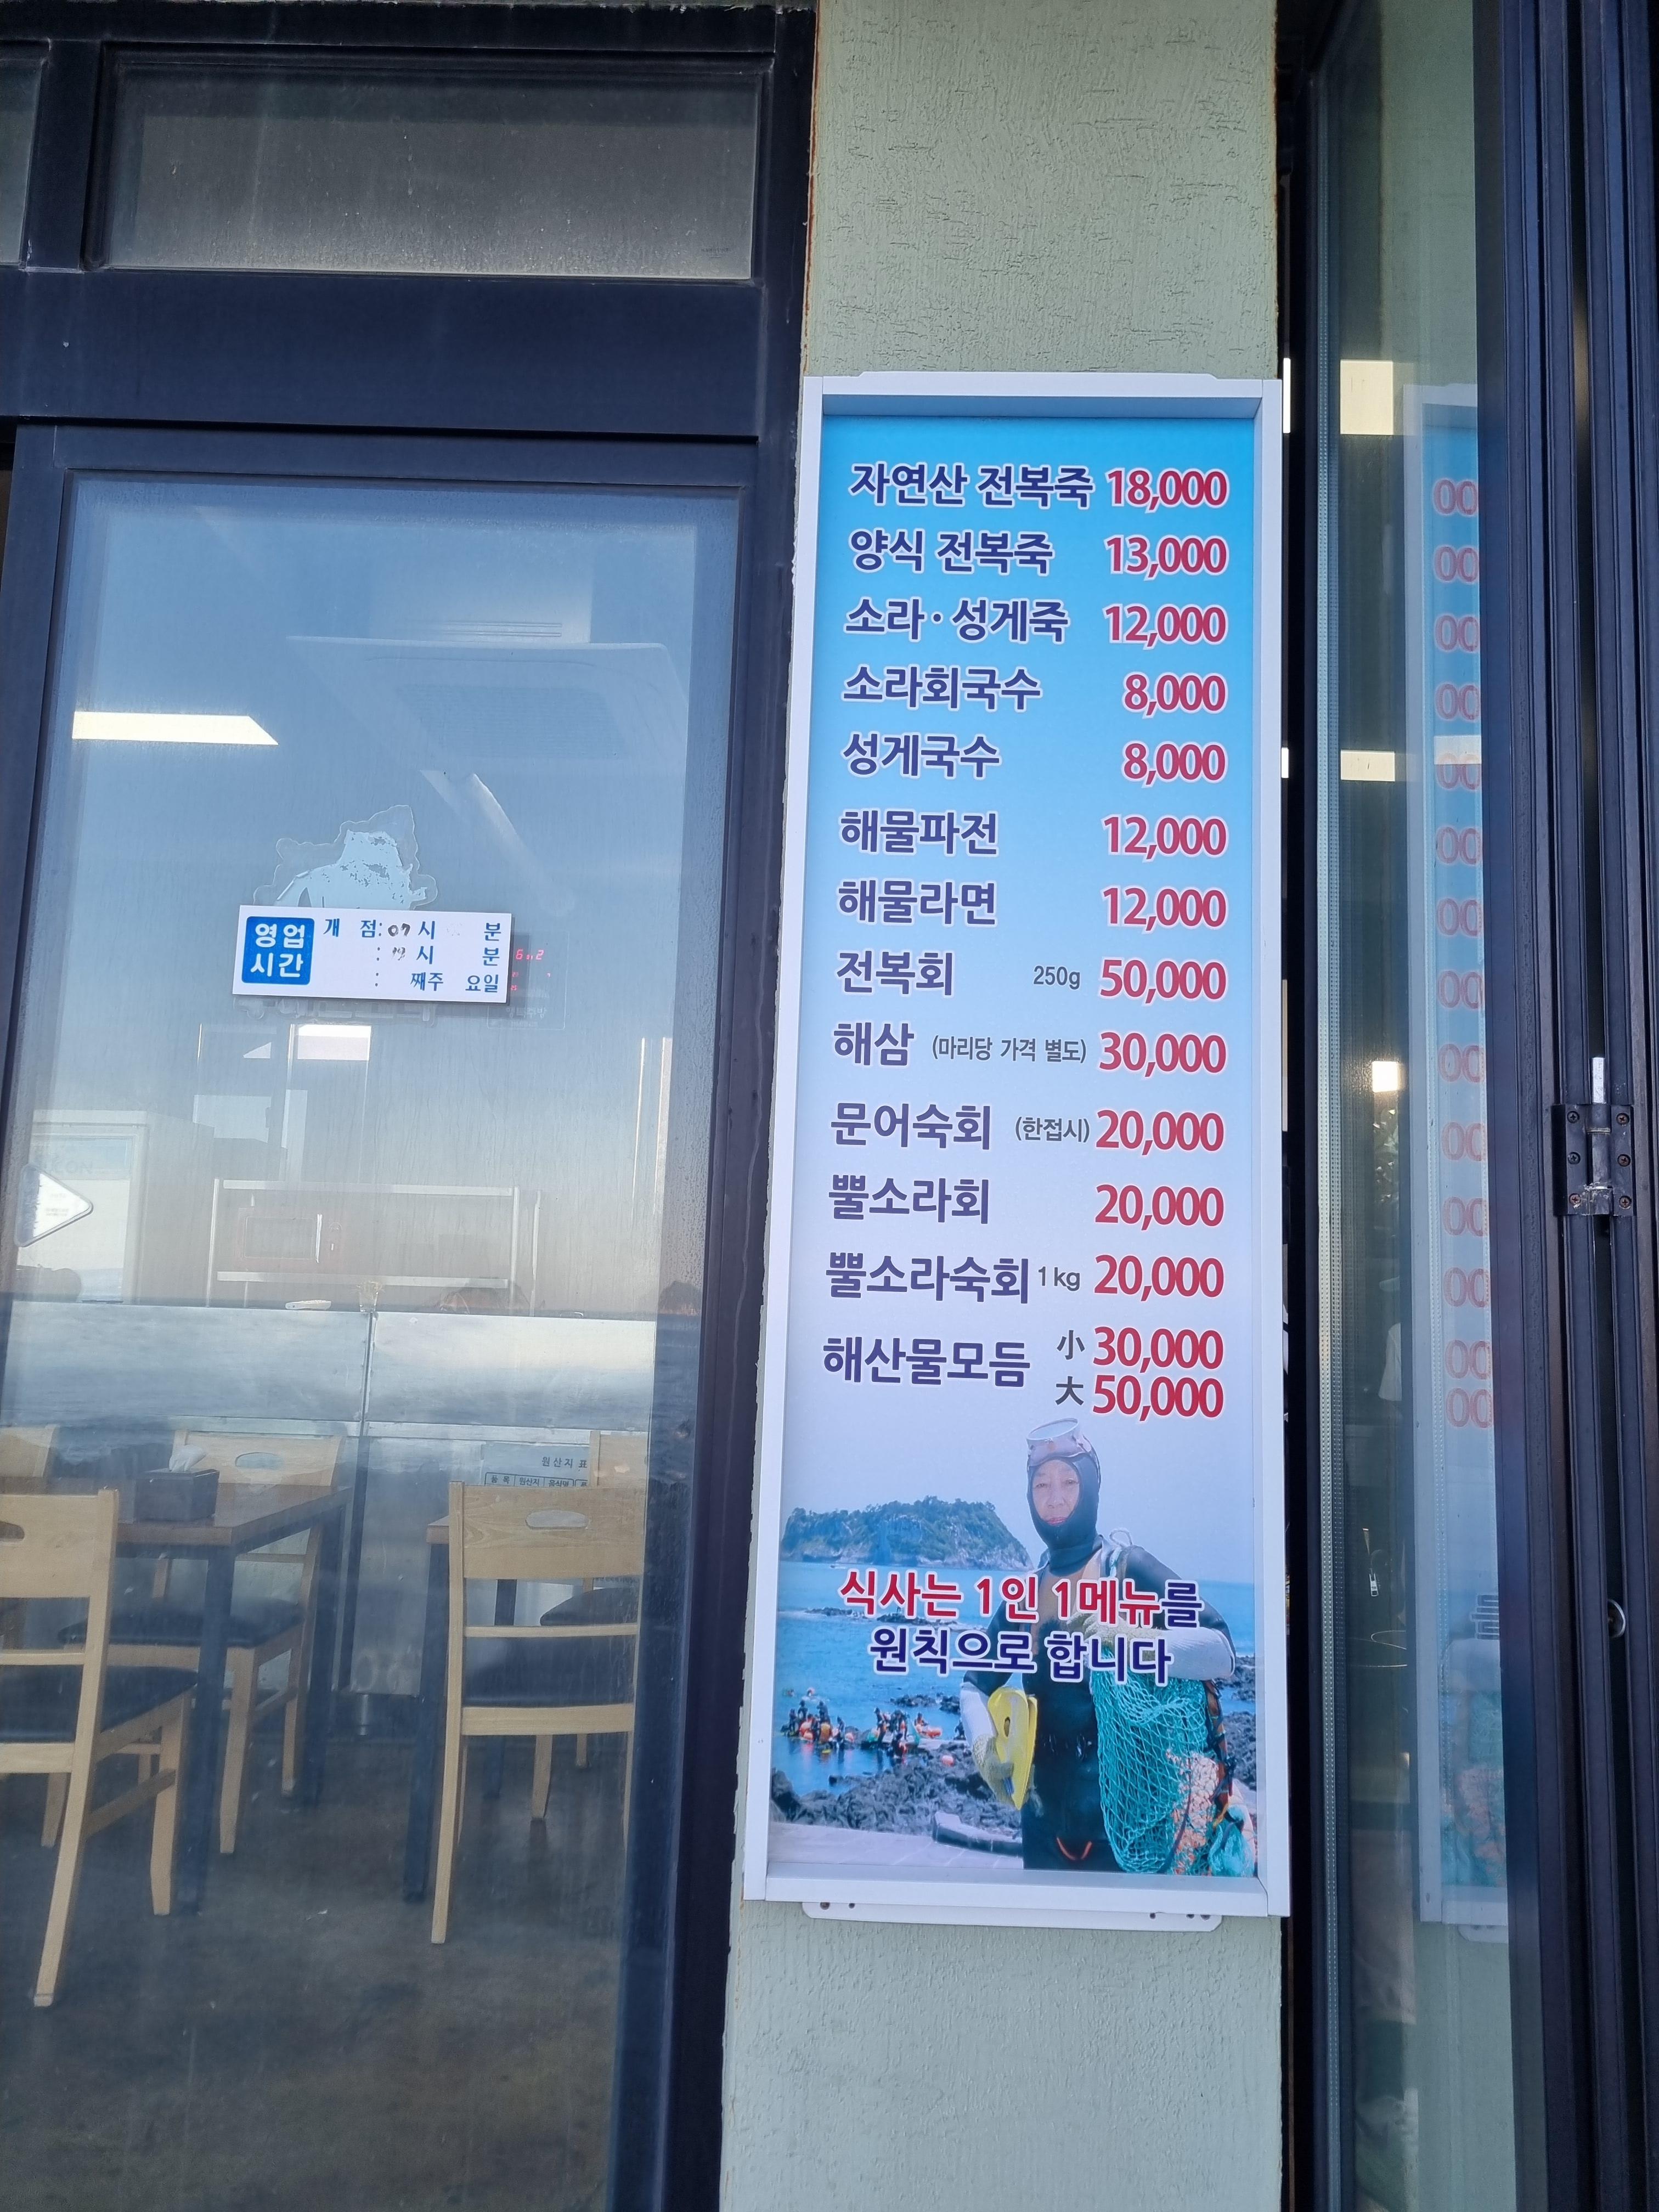 자연산 전복죽 18,000
양식 전복죽 13,000
소라·성게죽 12,000
소라회국수 8,000
성게국수 8,000
해물파전 12,000
해물라면 12,000
전복회 250g 50,000
해삼 (마리당 가격 별도) 30,000
문어숙회 (한접시) 20,000
뿔소라회 20,000
뿔소라숙회 1kg 20,000
해산물모듬 小 30,000
大 50,000
식사는 1인 1메뉴를
원칙으로 합니다
영업
시간
개 점: 07 시 분
: 시 분
: 째주 요일
원산지 표